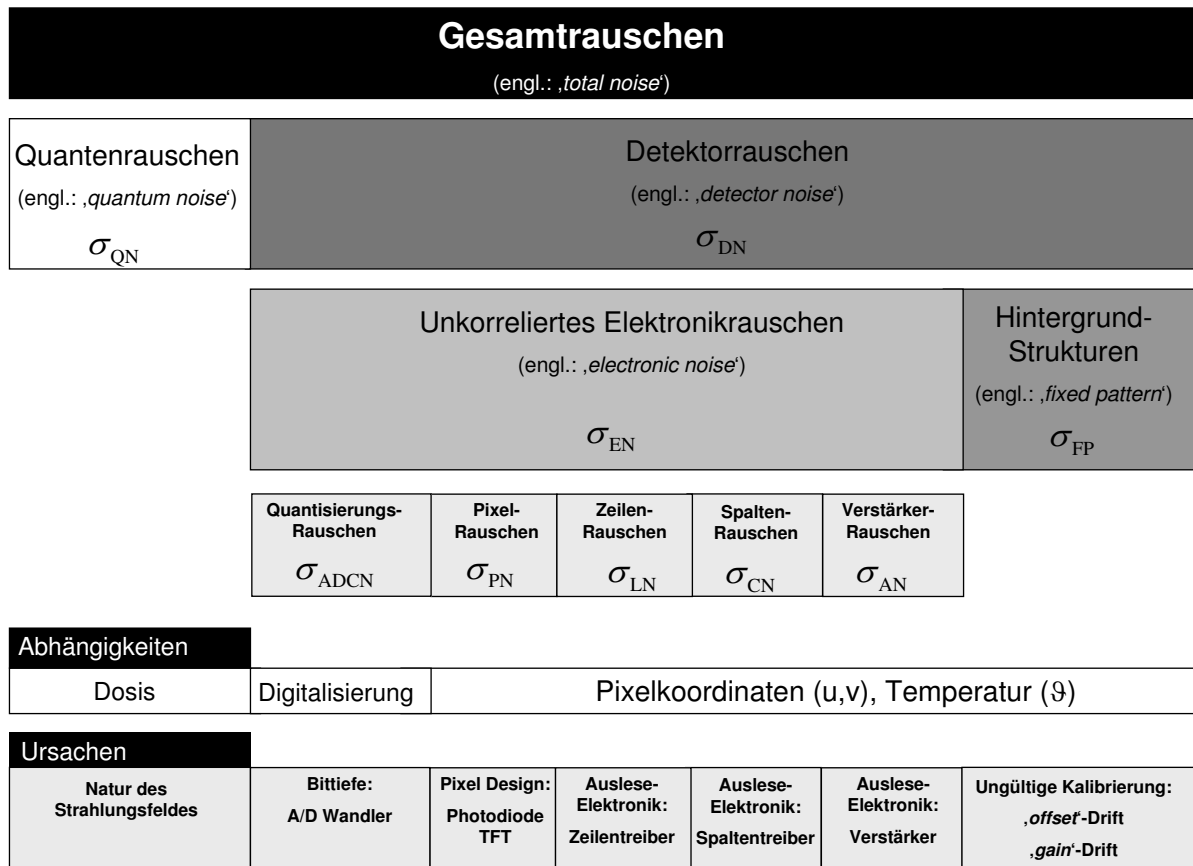 Gesamtrauschen
(engl.: ‚total noise‘)
Quantenrauschen
(engl.: ‚quantum noise‘)
σQN
Detektorrauschen
(engl.: ‚detector noise‘)
σDN
Unkorreliertes Elektronikrauschen
(engl.: ‚electronic noise‘)
σEN
Hintergrund-
Strukturen
(engl.: ‚fixed pattern‘)
σFP
Quantisierungs-
Rauschen
σADCN
Pixel-
Rauschen
σPN
Zeilen-
Rauschen
σLN
Spalten-
Rauschen
σCN
Verstärker-
Rauschen
σAN
Abhängigkeiten
Dosis
Digitalisierung
Pixelkoordinaten (u,v), Temperatur (ϑ)
Ursachen
Natur des
Strahlungsfeldes
Bittiefe:
A/D Wandler
Pixel Design:
Photodiode
TFT
Auslese-
Elektronik:
Zeilentreiber
Auslese-
Elektronik:
Spaltentreiber
Auslese-
Elektronik:
Verstärker
Ungültige Kalibrierung:
‚offset‘-Drift
‚gain‘-Drift